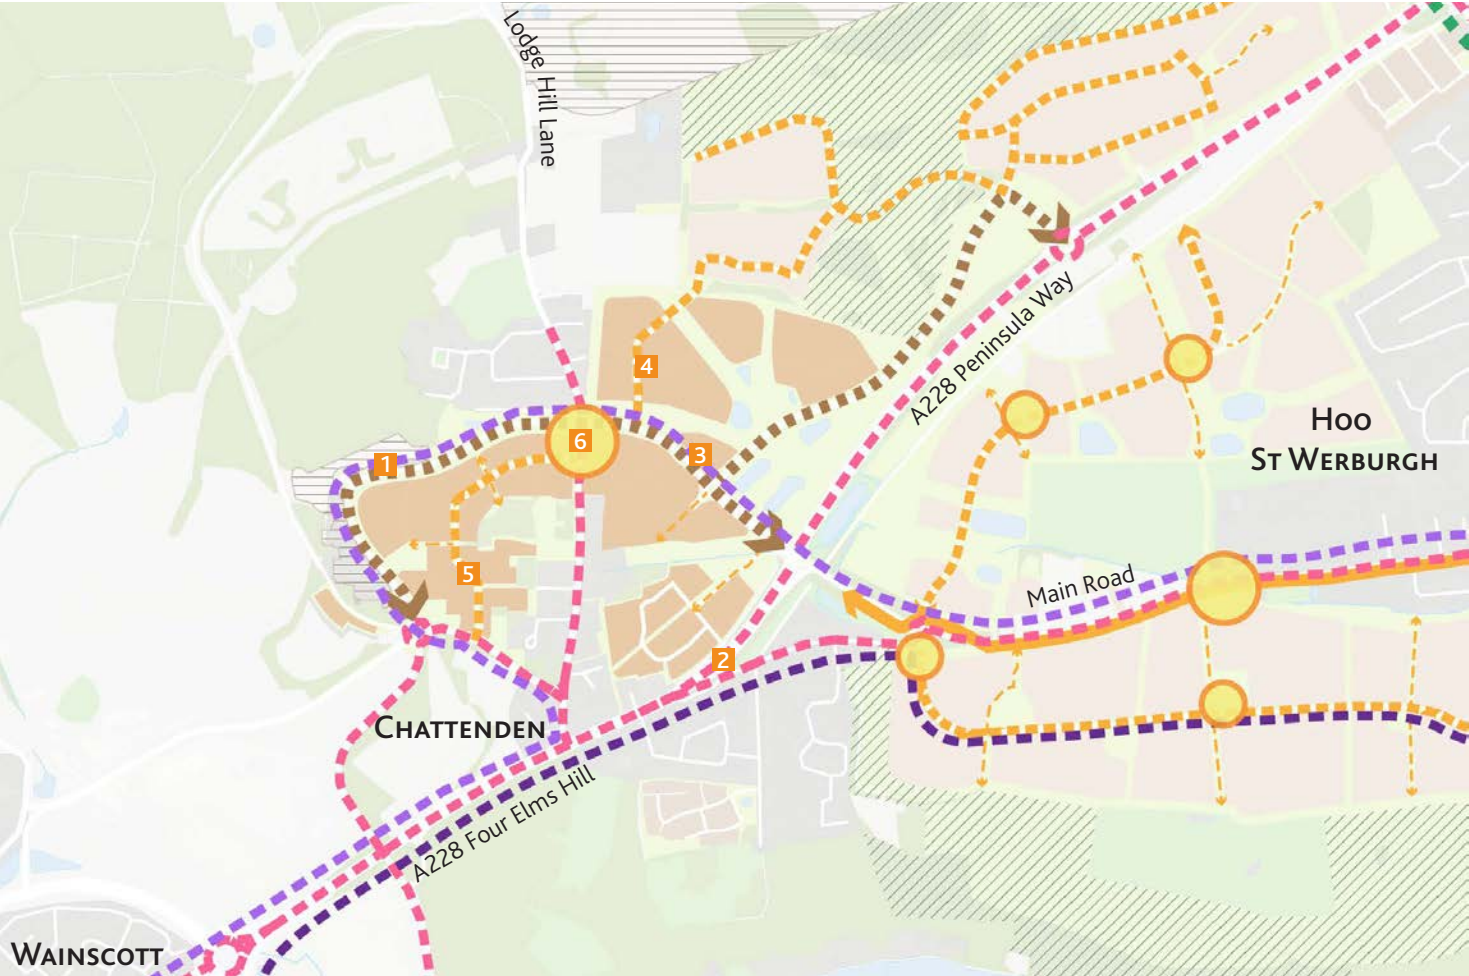 Lodge Hill Lane
4
A228 Peninsula Way
Hoo
St Werburgh
6
3
1
5
Main Road
2
Chattenden
A228 Four Elms Hill
Wainscott